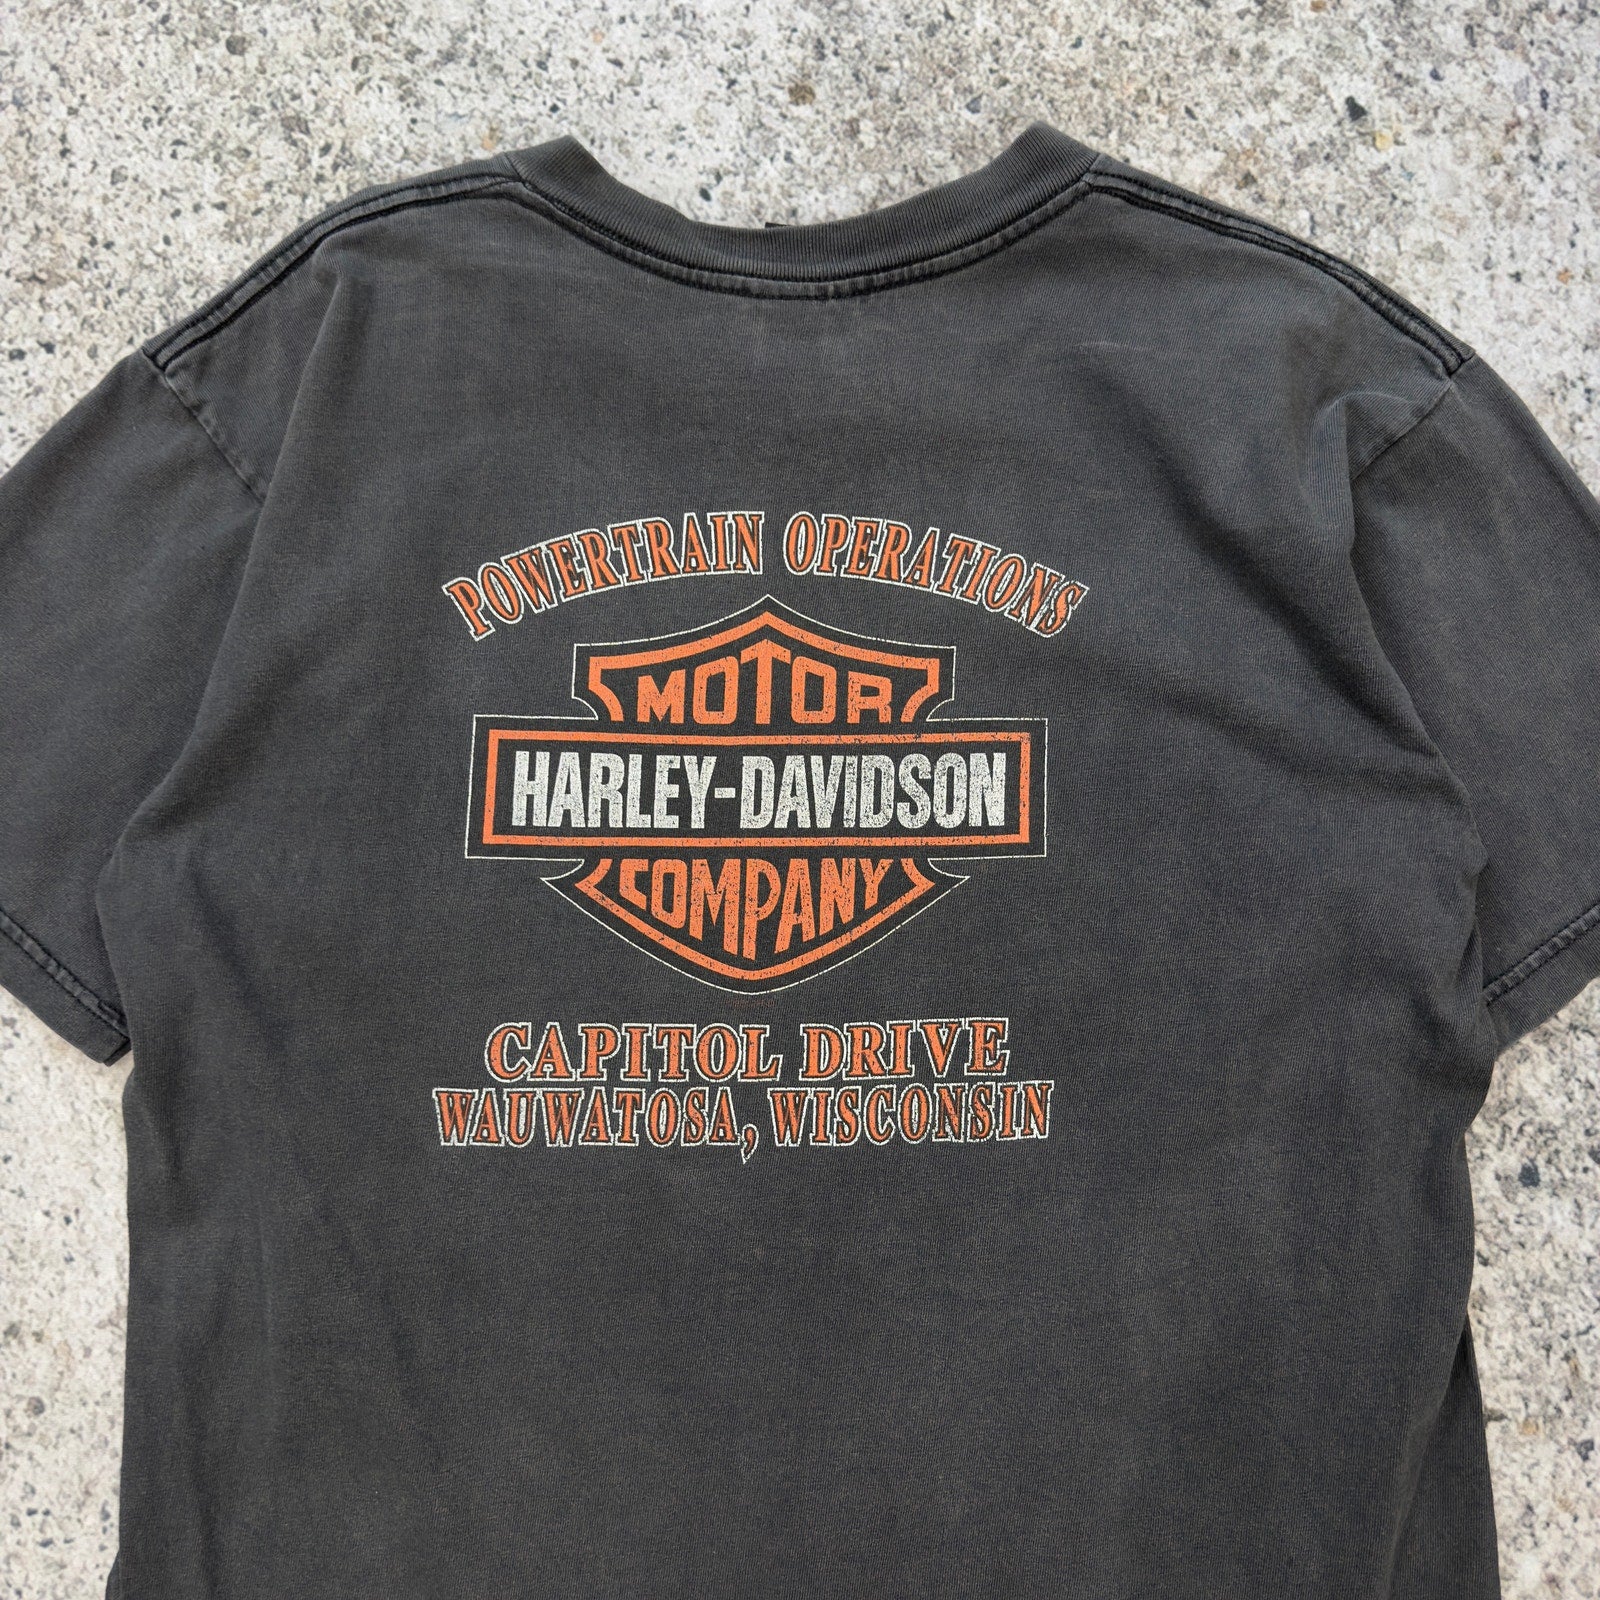 POWERTRAIN OPERATIONS
MOTOR
HARLEY-DAVIDSON
COMPANY
CAPITOL DRIVE
WAUWATOSA, WISCONSIN